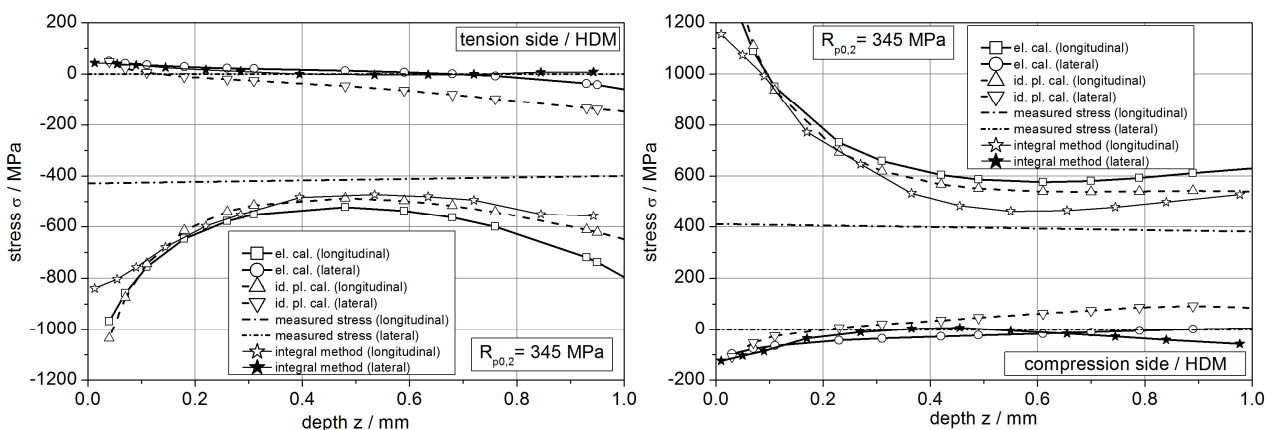 200
0
-200
-400
-600
-800
-1000
-1200
stress σ / MPa
tension side / HDM
el. cal. (longitudinal)
el. cal. (lateral)
id. pl. cal. (longitudinal)
id. pl. cal. (lateral)
measured stress (longitudinal)
measured stress (lateral)
integral method (longitudinal)
integral method (lateral)
Rp0,2 = 345 MPa
0.0 0.2 0.4 0.6 0.8 1.0
depth z / mm
1200
1000
800
600
400
200
0
-200
stress σ / MPa
Rp0,2 = 345 MPa
el. cal. (longitudinal)
el. cal. (lateral)
id. pl. cal. (longitudinal)
id. pl. cal. (lateral)
measured stress (longitudinal)
measured stress (lateral)
integral method (longitudinal)
integral method (lateral)
compression side / HDM
0.0 0.2 0.4 0.6 0.8 1.0
depth z / mm